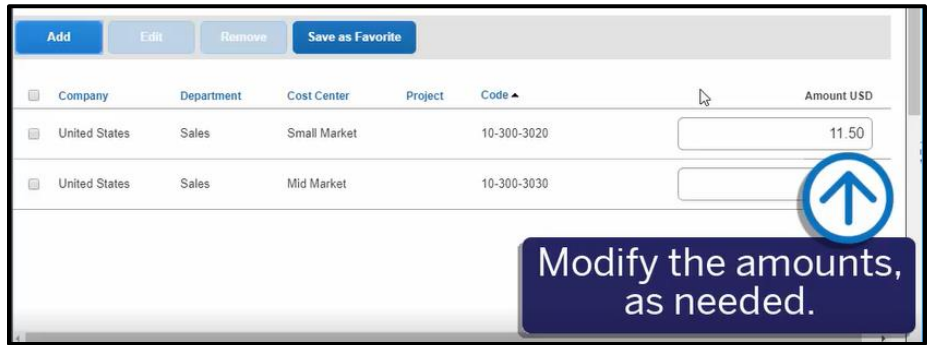 Add Edit Remove Save as Favorite
Company Department Cost Center Project Code Amount USD
United States Sales Small Market 10-300-3020 11.50
United States Sales Mid Market 10-300-3030
Modify the amounts,
as needed.